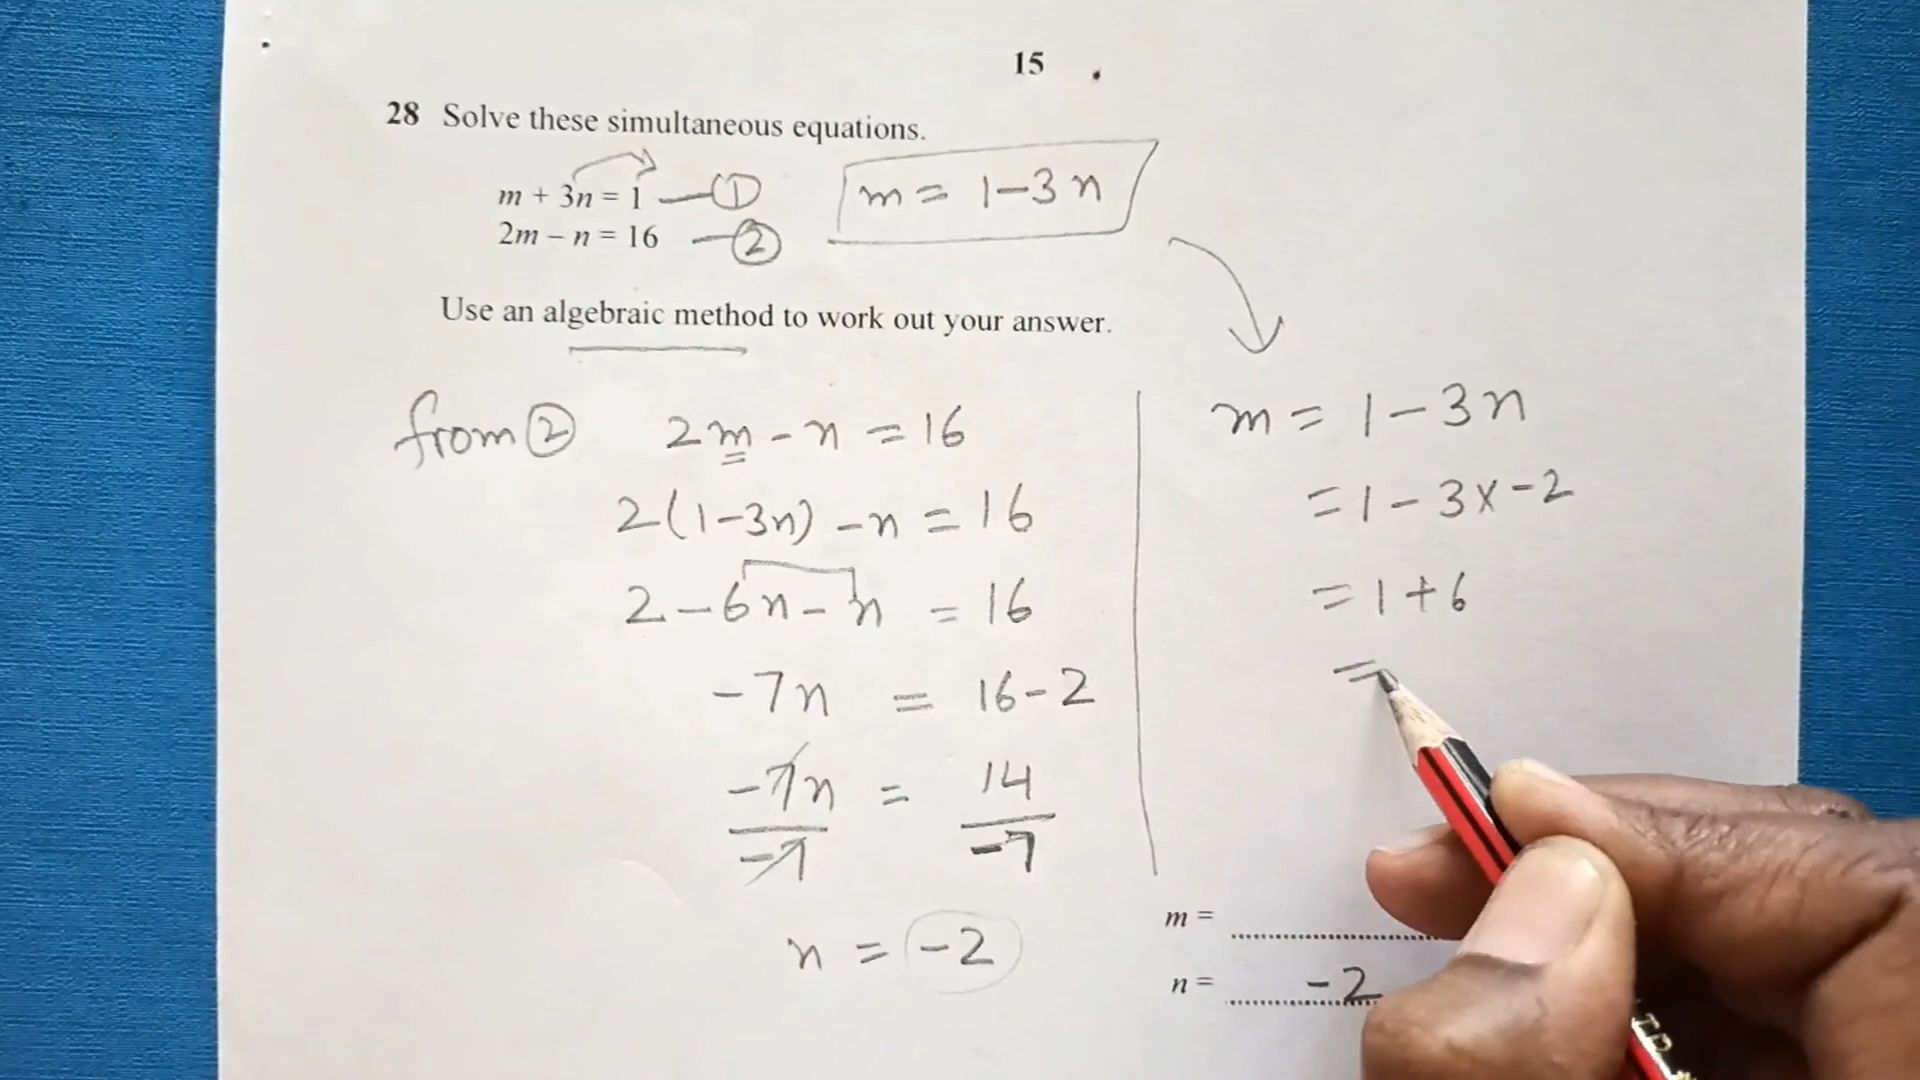 15
28 Solve these simultaneous equations.
m + 3n = 1 —①
2m – n = 16 —②
m = 1-3n
Use an algebraic method to work out your answer.
from ② 2m - n = 16
2(1-3n) -n = 16
2 -6n - n = 16
-7n = 16-2
-7n/-7 = 14/-7
n = -2
m = 1-3n
= 1-3x-2
= 1+6
=
m =
n = -2